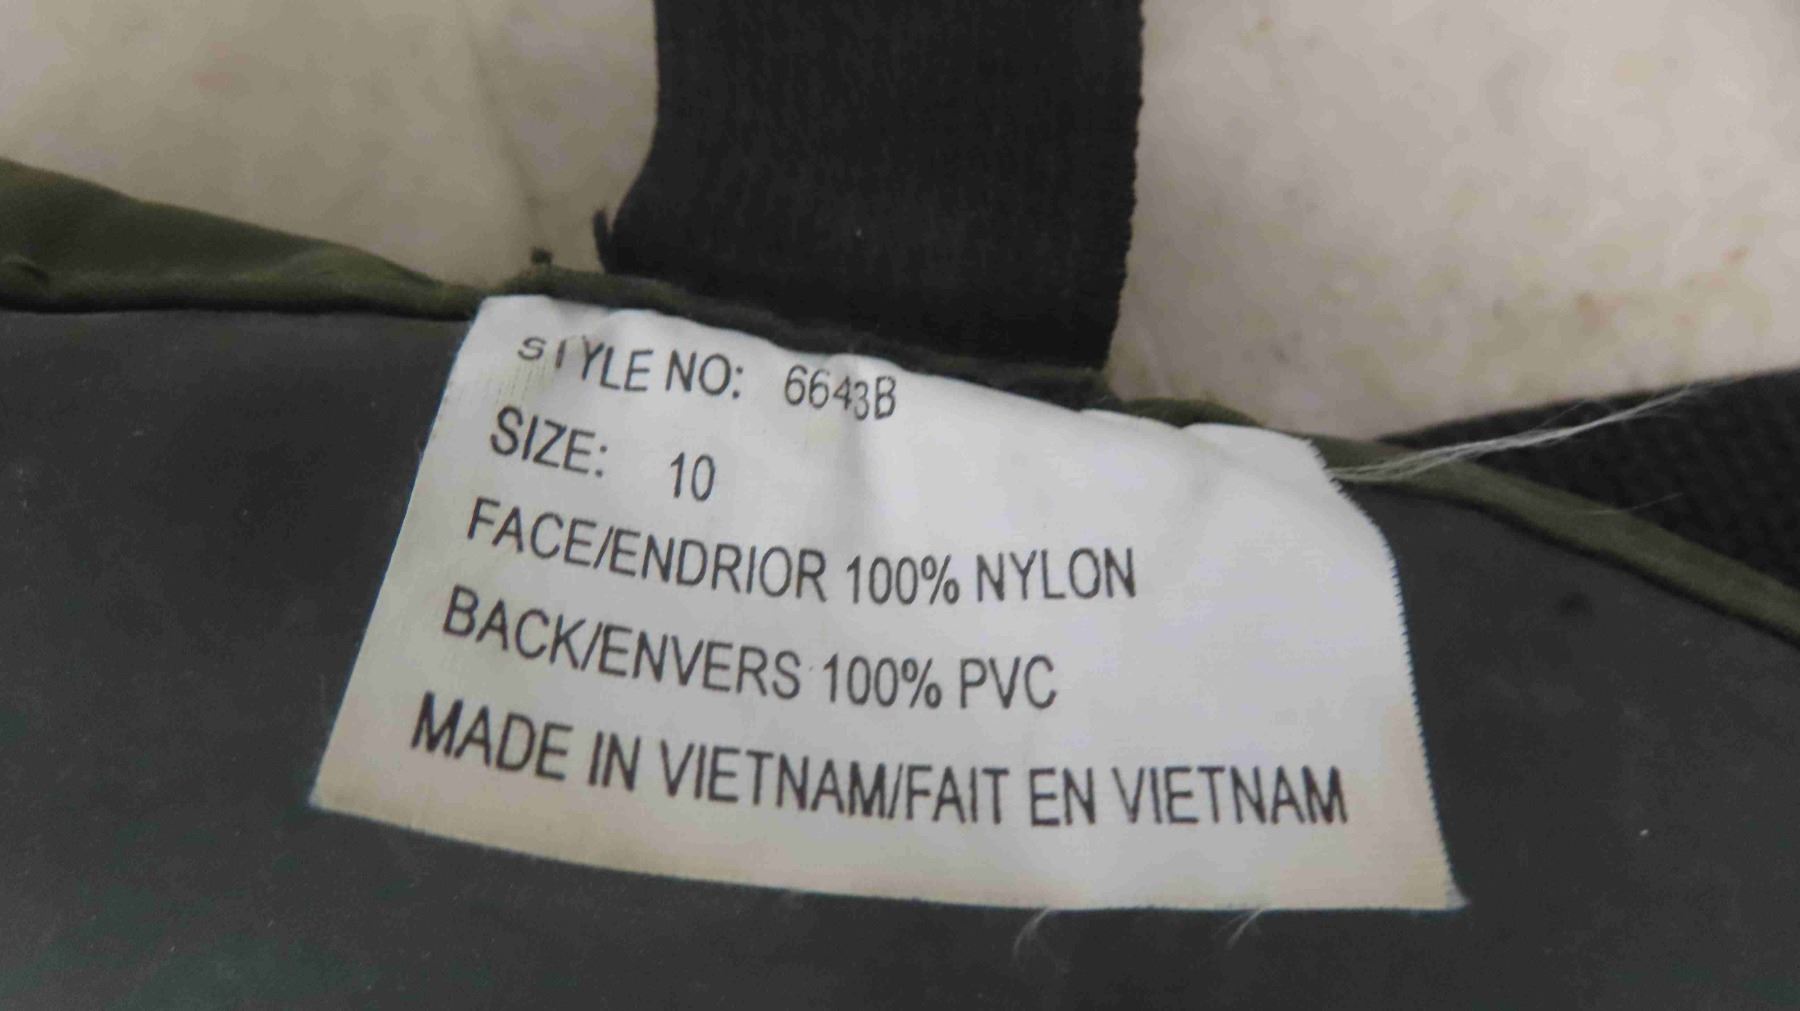 STYLE NO: 6643B
SIZE: 10
FACE/ENDRIOR 100% NYLON
BACK/ENVERS 100% PVC
MADE IN VIETNAM/FAIT EN VIETNAM